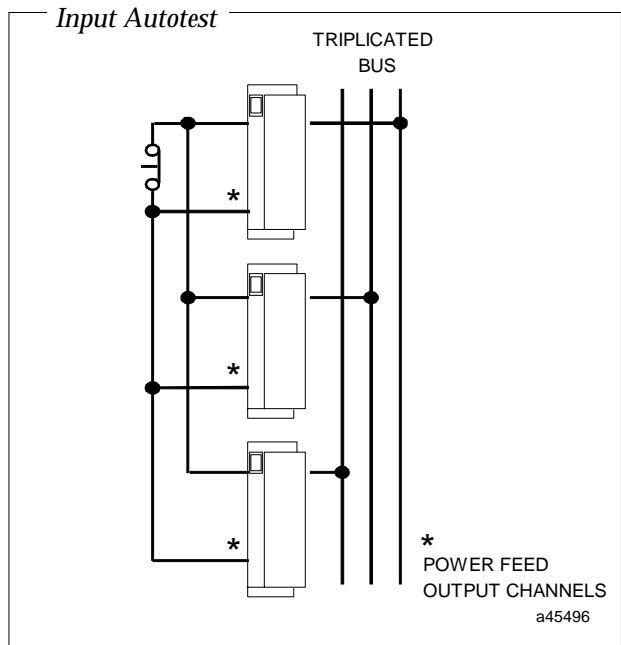 Input Autotest
TRIPLICATED
BUS
*
*
*
*
POWER FEED
OUTPUT CHANNELS
a45496